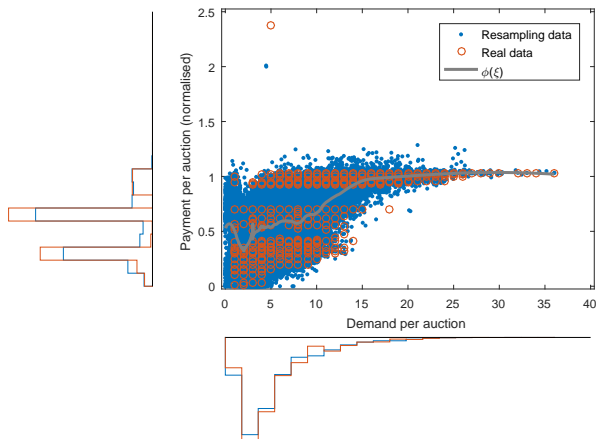 2.5
Resampling data
Real data
ϕ(ξ)
2
1.5
1
0.5
0
Payment per auction (normalised)
0 5 10 15 20 25 30 35 40
Demand per auction